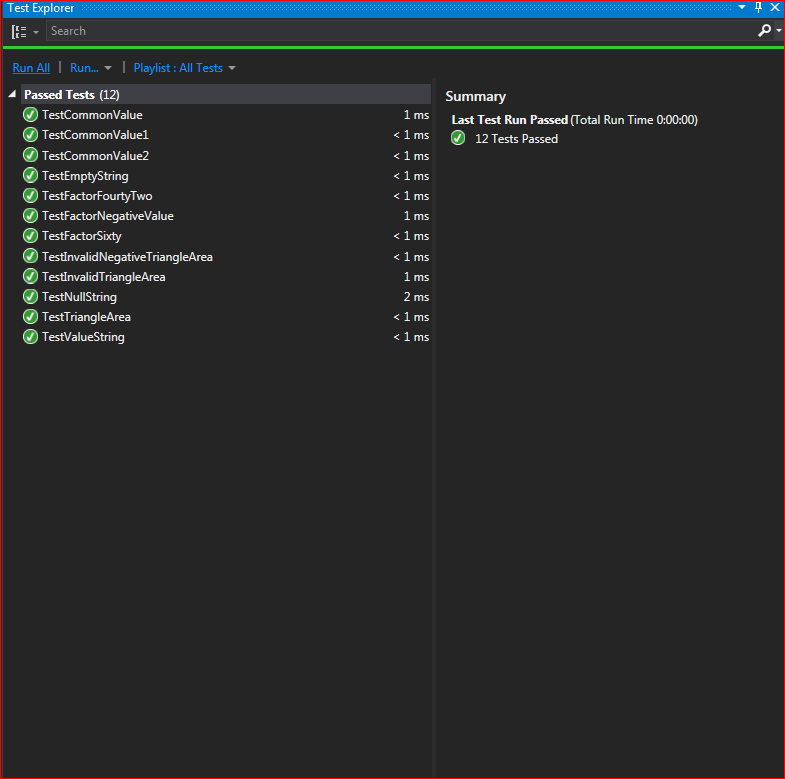 Test Explorer
Search
Run All | Run... | Playlist : All Tests
Passed Tests (12)
TestCommonValue 1 ms
TestCommonValue1 < 1 ms
TestCommonValue2 < 1 ms
TestEmptyString < 1 ms
TestFactorFourtyTwo < 1 ms
TestFactorNegativeValue 1 ms
TestFactorSixty < 1 ms
TestInvalidNegativeTriangleArea < 1 ms
TestInvalidTriangleArea 1 ms
TestNullString 2 ms
TestTriangleArea < 1 ms
TestValueString < 1 ms
Summary
Last Test Run Passed (Total Run Time 0:00:00)
12 Tests Passed